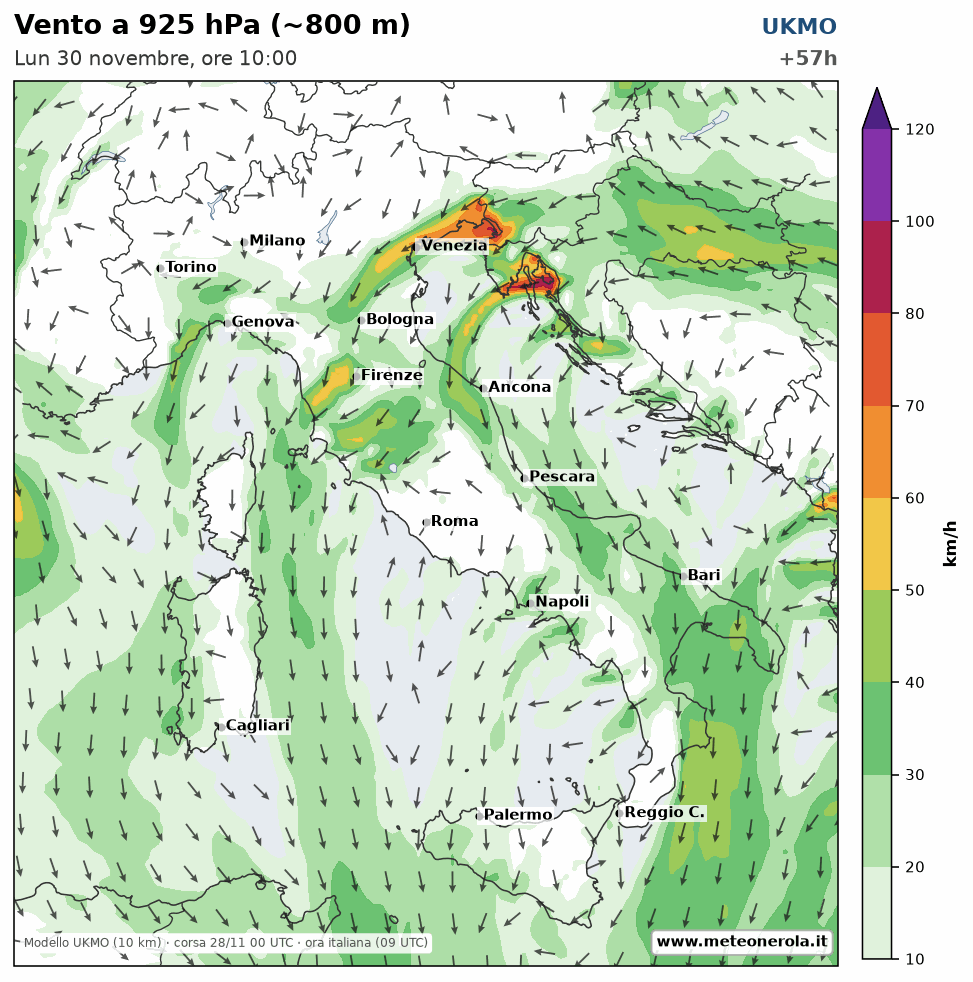 Vento a 925 hPa (~800 m)
UKMO
Lun 30 novembre, ore 10:00
+57h
120
100
80
70
60
50
40
30
20
10
km/h
Milano
Venezia
Torino
Genova
Bologna
Firenze
Ancona
Pescara
Roma
Bari
Napoli
Cagliari
Palermo
Reggio C.
Modello UKMO (10 km) · corsa 28/11 00 UTC · ora italiana (09 UTC)
www.meteonerola.it